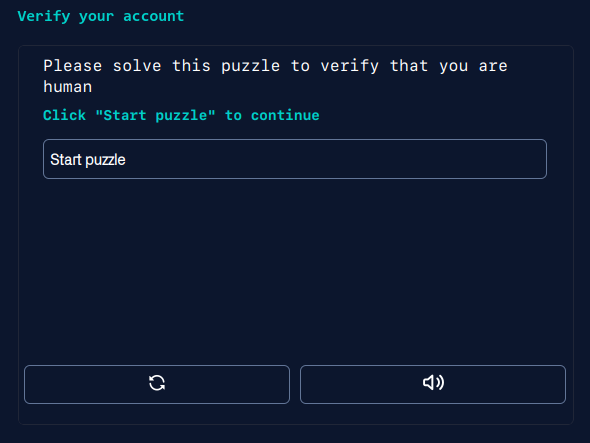 Verify your account
Please solve this puzzle to verify that you are
human
Click "Start puzzle" to continue
Start puzzle